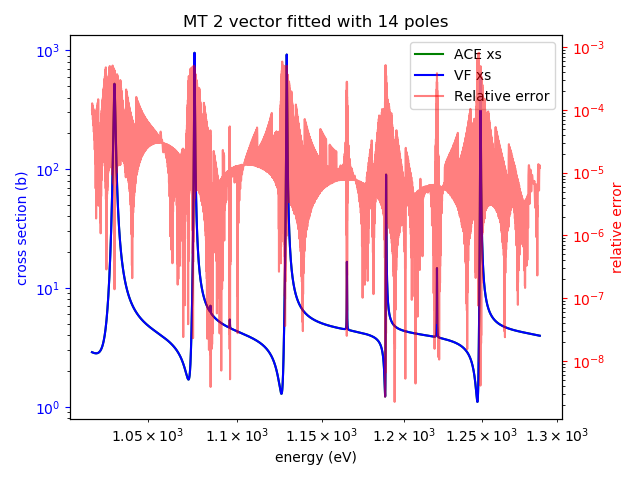 MT 2 vector fitted with 14 poles
ACE xs
VF xs
Relative error
cross section (b)
10³
10²
10¹
10⁰
10⁻³
10⁻⁴
10⁻⁵
10⁻⁶
10⁻⁷
10⁻⁸
relative error
1.05 × 10³ 1.1 × 10³ 1.15 × 10³ 1.2 × 10³ 1.25 × 10³ 1.3 × 10³
energy (eV)